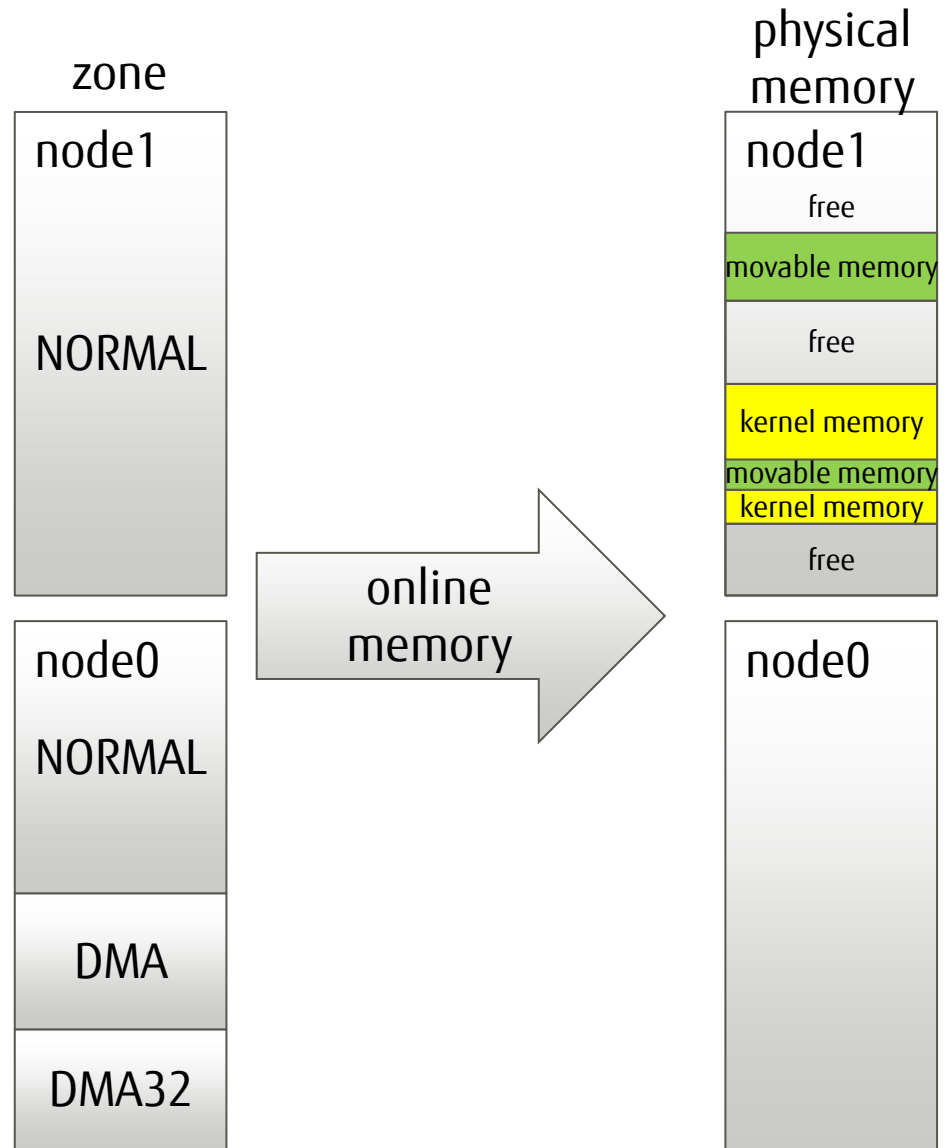 zone
node1
NORMAL
node0
NORMAL
DMA
DMA32
online
memory
physical
memory
node1
free
movable memory
free
kernel memory
movable memory
kernel memory
free
node0